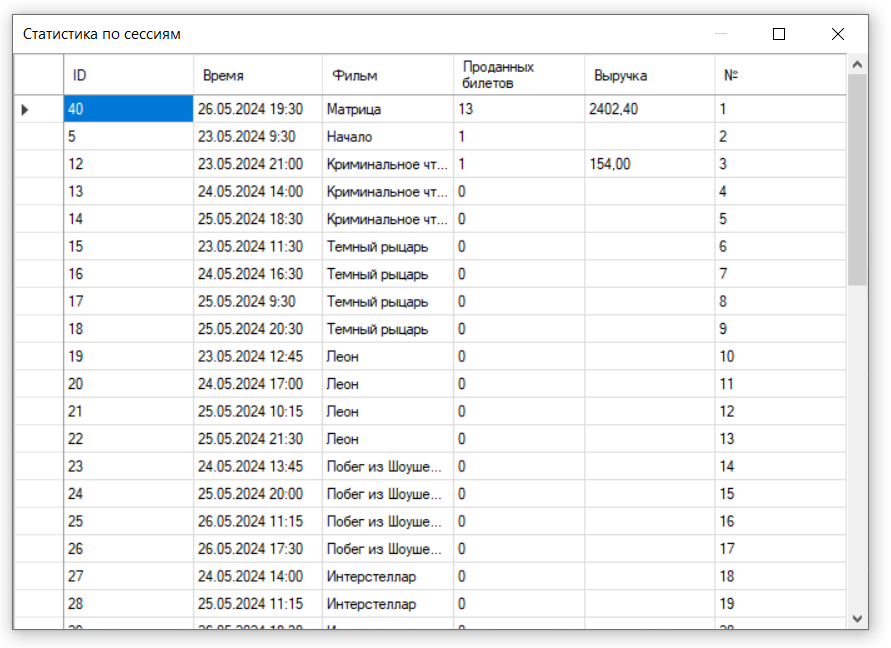 Статистика по сессиям
ID Время Фильм Проданных билетов Выручка №
40 26.05.2024 19:30 Матрица 13 2402,40 1
5 23.05.2024 9:30 Начало 1 2
12 23.05.2024 21:00 Криминальное чт... 1 154,00 3
13 24.05.2024 14:00 Криминальное чт... 0 4
14 25.05.2024 18:30 Криминальное чт... 0 5
15 23.05.2024 11:30 Темный рыцарь 0 6
16 24.05.2024 16:30 Темный рыцарь 0 7
17 25.05.2024 9:30 Темный рыцарь 0 8
18 25.05.2024 20:30 Темный рыцарь 0 9
19 23.05.2024 12:45 Леон 0 10
20 24.05.2024 17:00 Леон 0 11
21 25.05.2024 10:15 Леон 0 12
22 25.05.2024 21:30 Леон 0 13
23 24.05.2024 13:45 Побег из Шоуше... 0 14
24 25.05.2024 20:00 Побег из Шоуше... 0 15
25 26.05.2024 11:15 Побег из Шоуше... 0 16
26 26.05.2024 17:30 Побег из Шоуше... 0 17
27 24.05.2024 14:00 Интерстеллар 0 18
28 25.05.2024 11:15 Интерстеллар 0 19